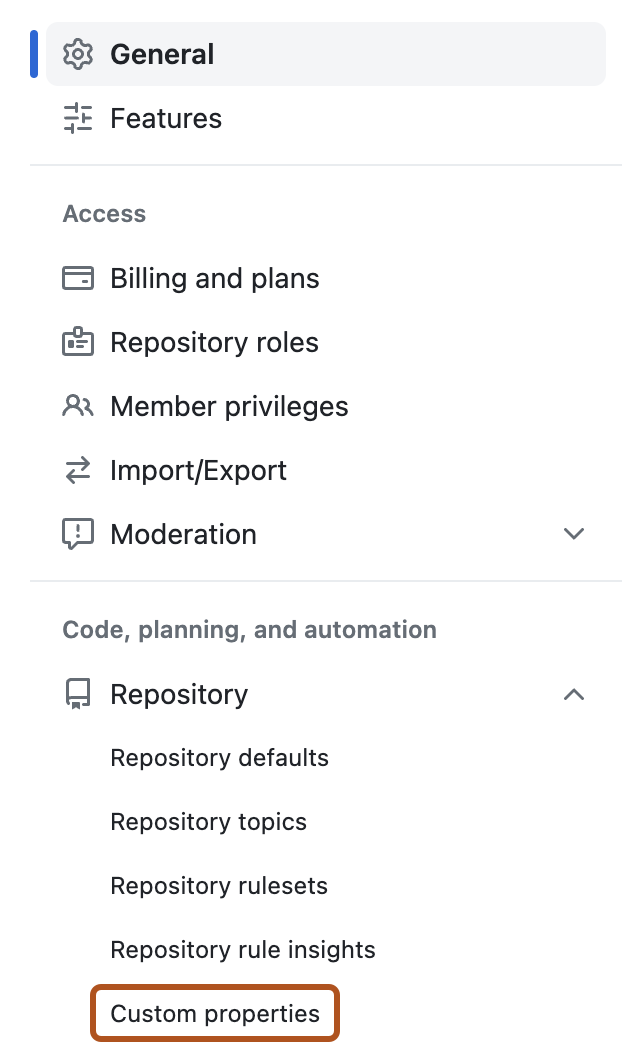 General
Features
Access
Billing and plans
Repository roles
Member privileges
Import/Export
Moderation
Code, planning, and automation
Repository
Repository defaults
Repository topics
Repository rulesets
Repository rule insights
Custom properties